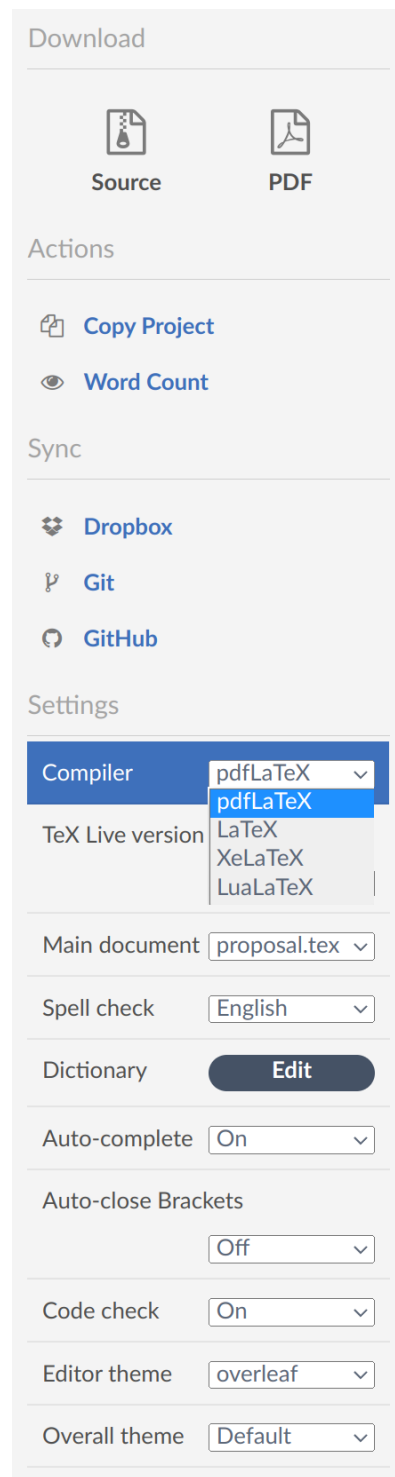 Download
Source PDF
Actions
Copy Project
Word Count
Sync
Dropbox
Git
GitHub
Settings
Compiler pdfLaTeX
pdfLaTeX
LaTeX
XeLaTeX
LuaLaTeX
TeX Live version
Main document proposal.tex
Spell check English
Dictionary Edit
Auto-complete On
Auto-close Brackets
Off
Code check On
Editor theme overleaf
Overall theme Default